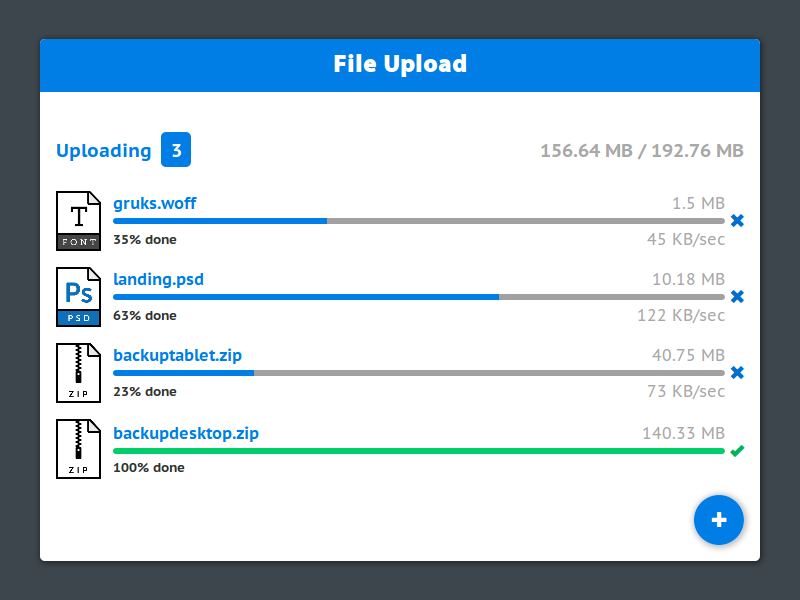 File Upload
Uploading 3
156.64 MB / 192.76 MB
gruks.woff 1.5 MB
T
FONT
35% done 45 KB/sec
landing.psd 10.18 MB
Ps
PSD
63% done 122 KB/sec
backuptablet.zip 40.75 MB
ZIP
23% done 73 KB/sec
backupdesktop.zip 140.33 MB
ZIP
100% done